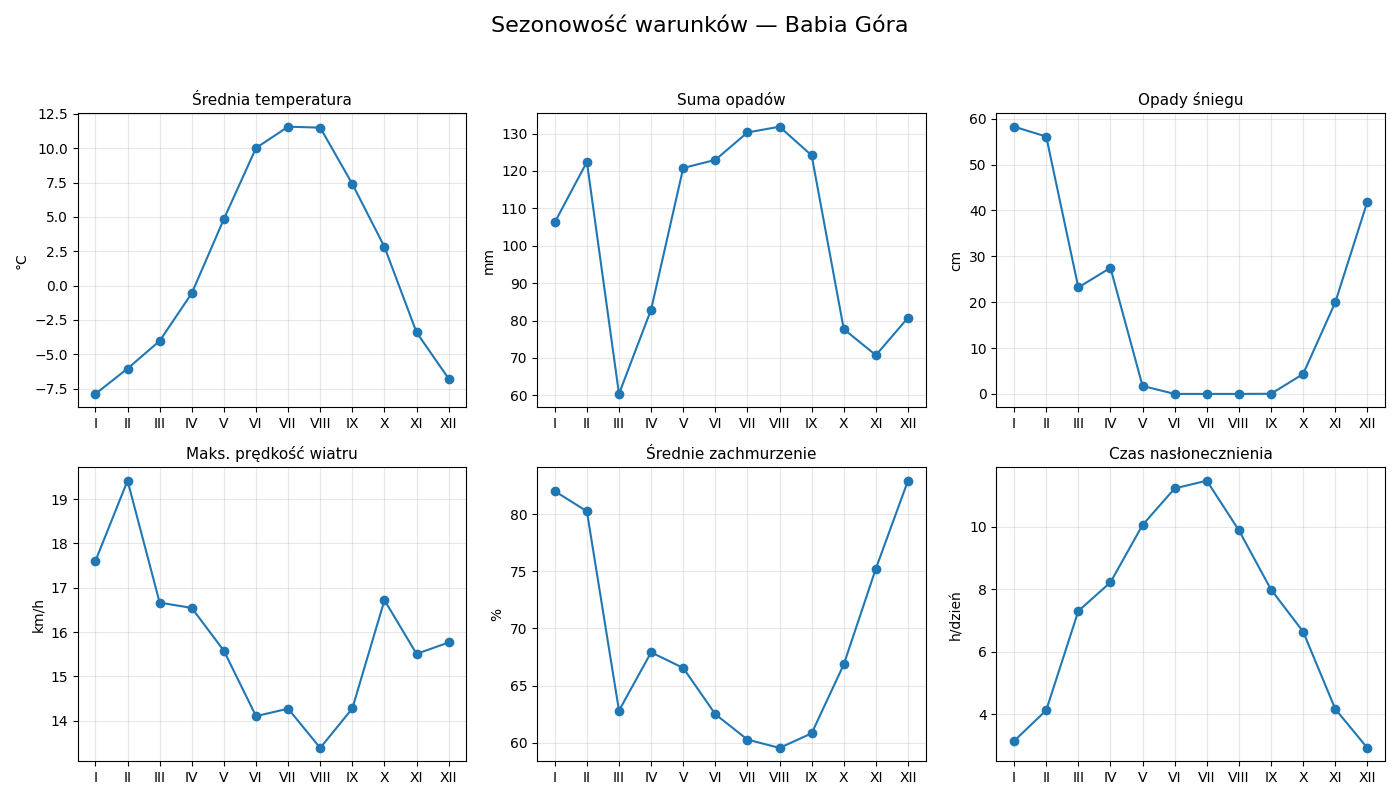 Sezonowość warunków — Babia Góra
Średnia temperatura
°C
12.5
10.0
7.5
5.0
2.5
0.0
−2.5
−5.0
−7.5
I II III IV V VI VII VIII IX X XI XII
Suma opadów
mm
130
120
110
100
90
80
70
60
I II III IV V VI VII VIII IX X XI XII
Opady śniegu
cm
60
50
40
30
20
10
0
I II III IV V VI VII VIII IX X XI XII
Maks. prędkość wiatru
km/h
19
18
17
16
15
14
I II III IV V VI VII VIII IX X XI XII
Średnie zachmurzenie
%
80
75
70
65
60
I II III IV V VI VII VIII IX X XI XII
Czas nasłonecznienia
h/dzień
10
8
6
4
I II III IV V VI VII VIII IX X XI XII